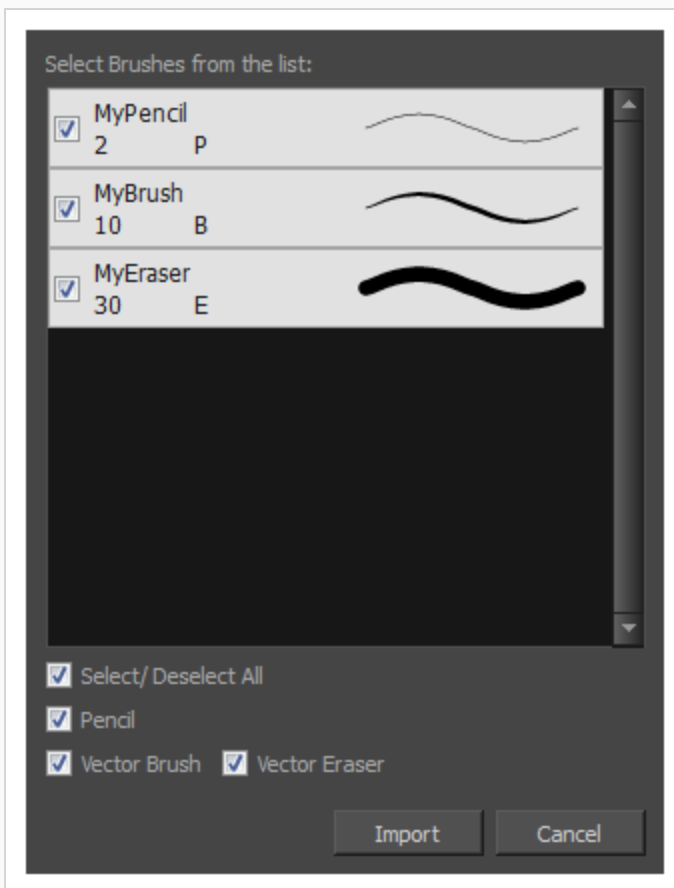 Select Brushes from the list:
MyPencil
2 P
MyBrush
10 B
MyEraser
30 E
Select/ Deselect All
Pencil
Vector Brush Vector Eraser
Import Cancel